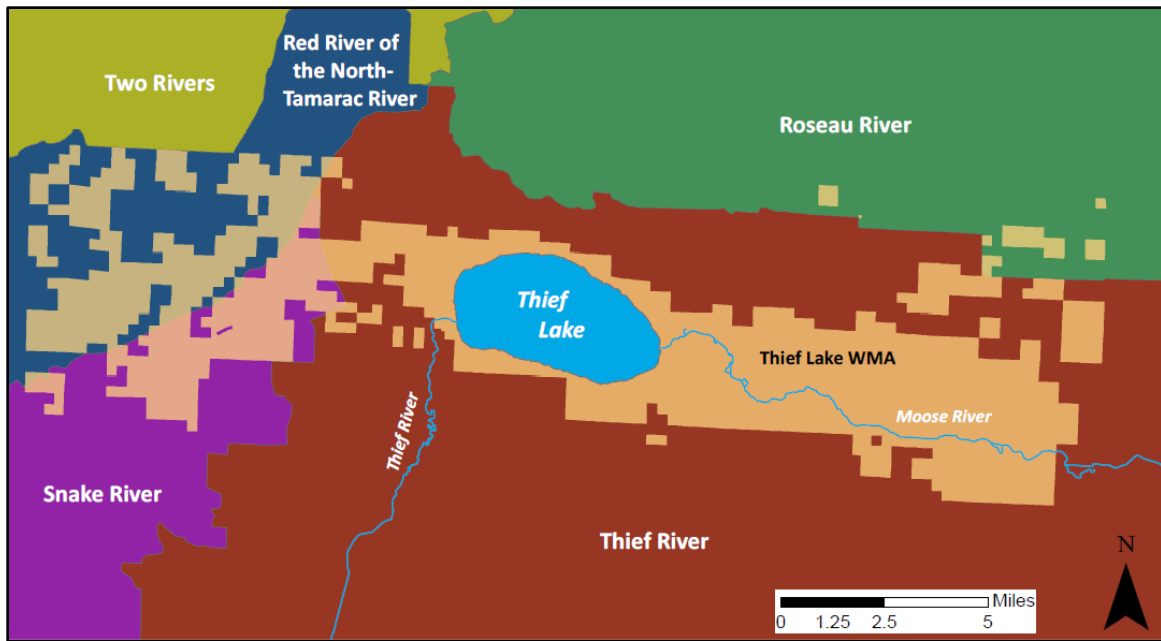 Two Rivers
Red River of
the North-
Tamarac River
Roseau River
Thief
Lake
Thief Lake WMA
Moose River
Thief River
Snake River
Thief River
N
Miles
0 1.25 2.5 5